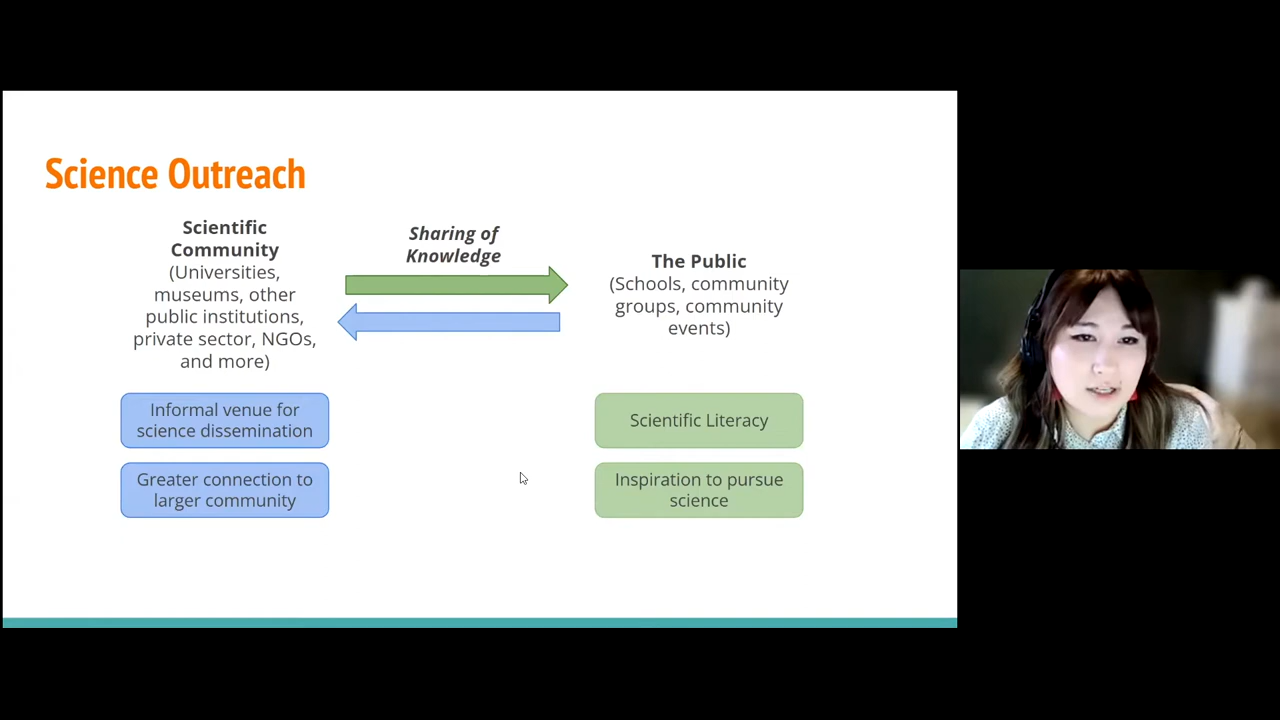 Science Outreach
Scientific
Community
(Universities,
museums, other
public institutions,
private sector, NGOs,
and more)
Sharing of
Knowledge
The Public
(Schools, community
groups, community
events)
Informal venue for
science dissemination
Greater connection to
larger community
Scientific Literacy
Inspiration to pursue
science